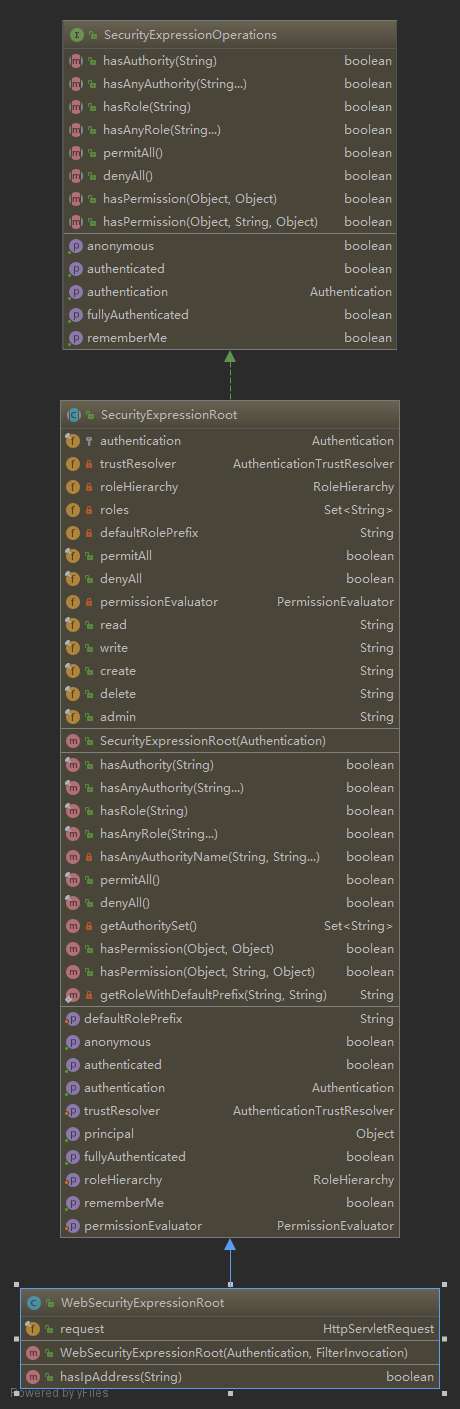 SecurityExpressionOperations
hasAuthority(String) boolean
hasAnyAuthority(String...) boolean
hasRole(String) boolean
hasAnyRole(String...) boolean
permitAll() boolean
denyAll() boolean
hasPermission(Object, Object) boolean
hasPermission(Object, String, Object) boolean
anonymous boolean
authenticated boolean
authentication Authentication
fullyAuthenticated boolean
rememberMe boolean
SecurityExpressionRoot
authentication Authentication
trustResolver AuthenticationTrustResolver
roleHierarchy RoleHierarchy
roles Set<String>
defaultRolePrefix String
permitAll boolean
denyAll boolean
permissionEvaluator PermissionEvaluator
read String
write String
create String
delete String
admin String
SecurityExpressionRoot(Authentication)
hasAuthority(String) boolean
hasAnyAuthority(String...) boolean
hasRole(String) boolean
hasAnyRole(String...) boolean
hasAnyAuthorityName(String, String...) boolean
permitAll() boolean
denyAll() boolean
getAuthoritySet() Set<String>
hasPermission(Object, Object) boolean
hasPermission(Object, String, Object) boolean
getRoleWithDefaultPrefix(String, String) String
defaultRolePrefix String
anonymous boolean
authenticated boolean
authentication Authentication
trustResolver AuthenticationTrustResolver
principal Object
fullyAuthenticated boolean
roleHierarchy RoleHierarchy
rememberMe boolean
permissionEvaluator PermissionEvaluator
WebSecurityExpressionRoot
request HttpServletRequest
WebSecurityExpressionRoot(Authentication, FilterInvocation)
hasIpAddress(String) boolean
Powered by yFiles